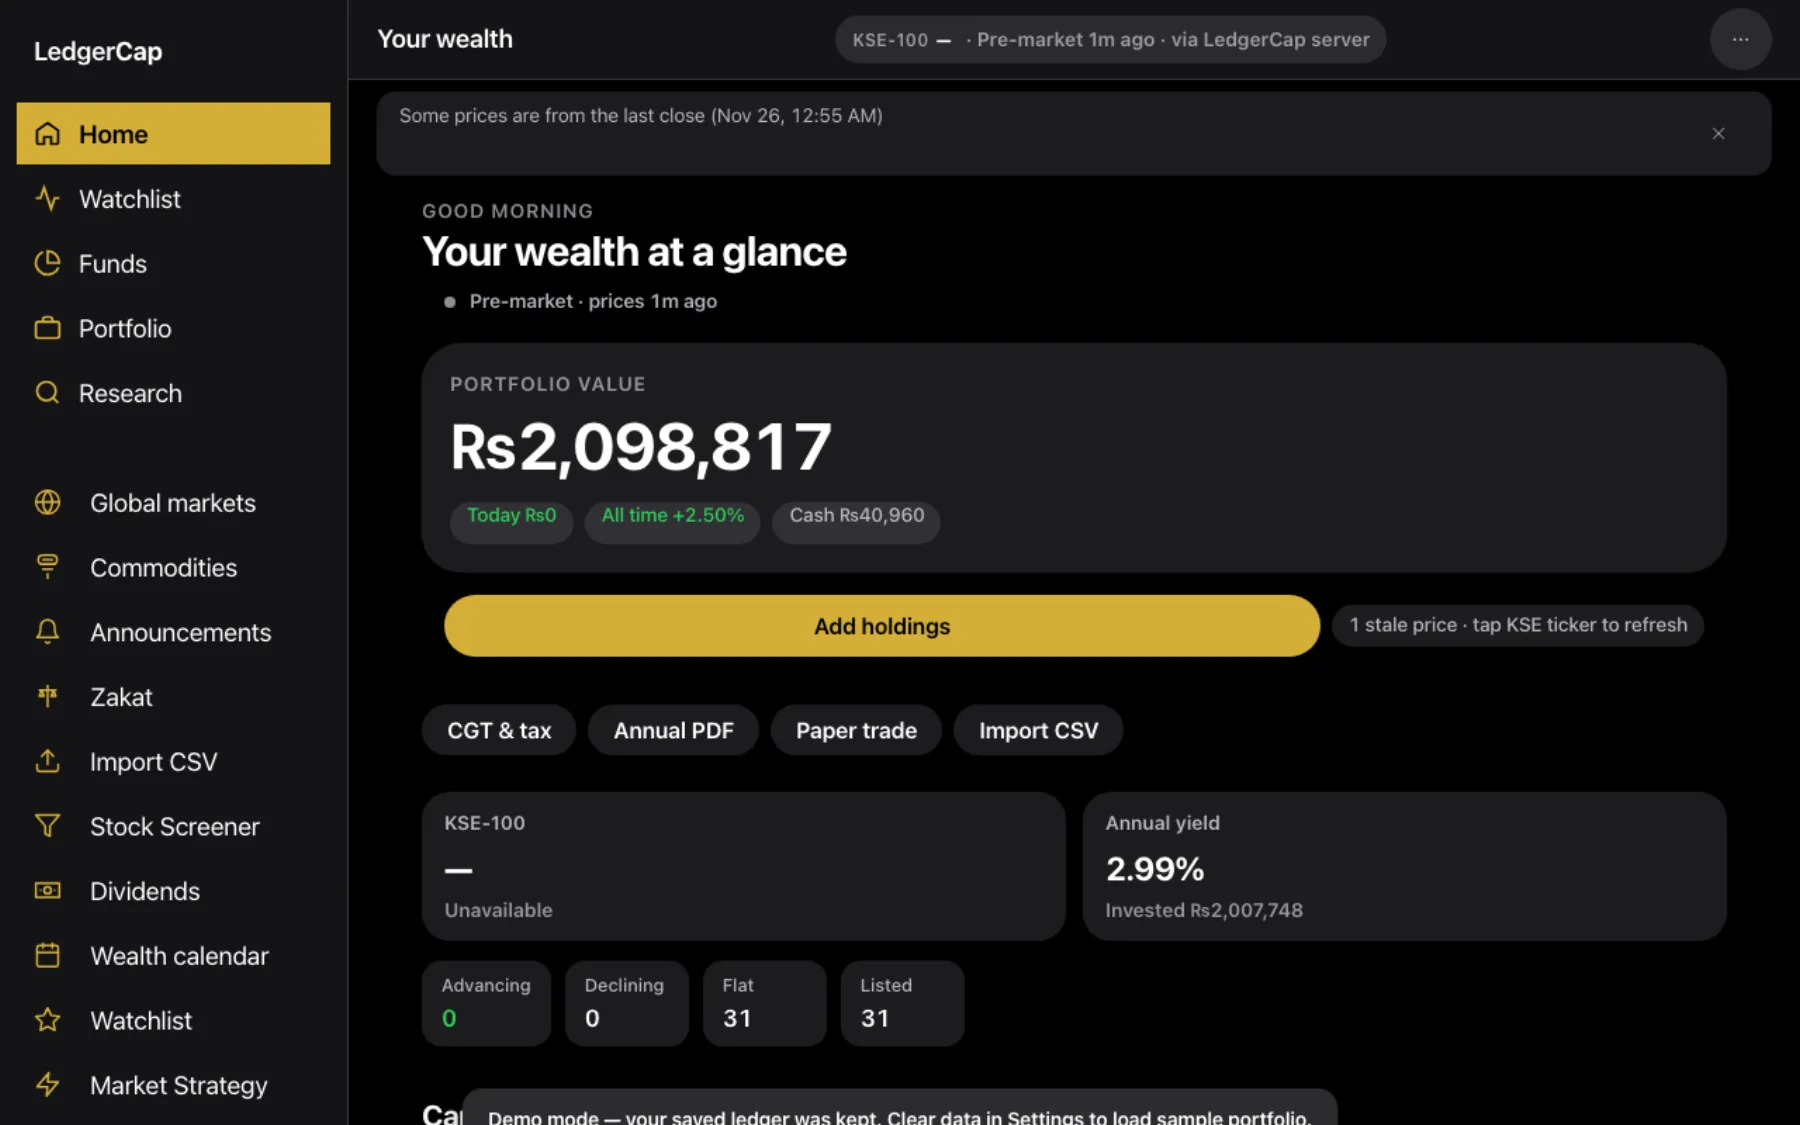 LedgerCap
Home
Watchlist
Funds
Portfolio
Research
Global markets
Commodities
Announcements
Zakat
Import CSV
Stock Screener
Dividends
Wealth calendar
Watchlist
Market Strategy
Your wealth
KSE-100 — · Pre-market 1m ago · via LedgerCap server
Some prices are from the last close (Nov 26, 12:55 AM)
GOOD MORNING
Your wealth at a glance
Pre-market · prices 1m ago
PORTFOLIO VALUE
₨2,098,817
Today ₨0
All time +2.50%
Cash ₨40,960
Add holdings
1 stale price · tap KSE ticker to refresh
CGT & tax
Annual PDF
Paper trade
Import CSV
KSE-100
—
Unavailable
Annual yield
2.99%
Invested ₨2,007,748
Advancing
0
Declining
0
Flat
31
Listed
31
Demo mode — your saved ledger was kept. Clear data in Settings to load sample portfolio.